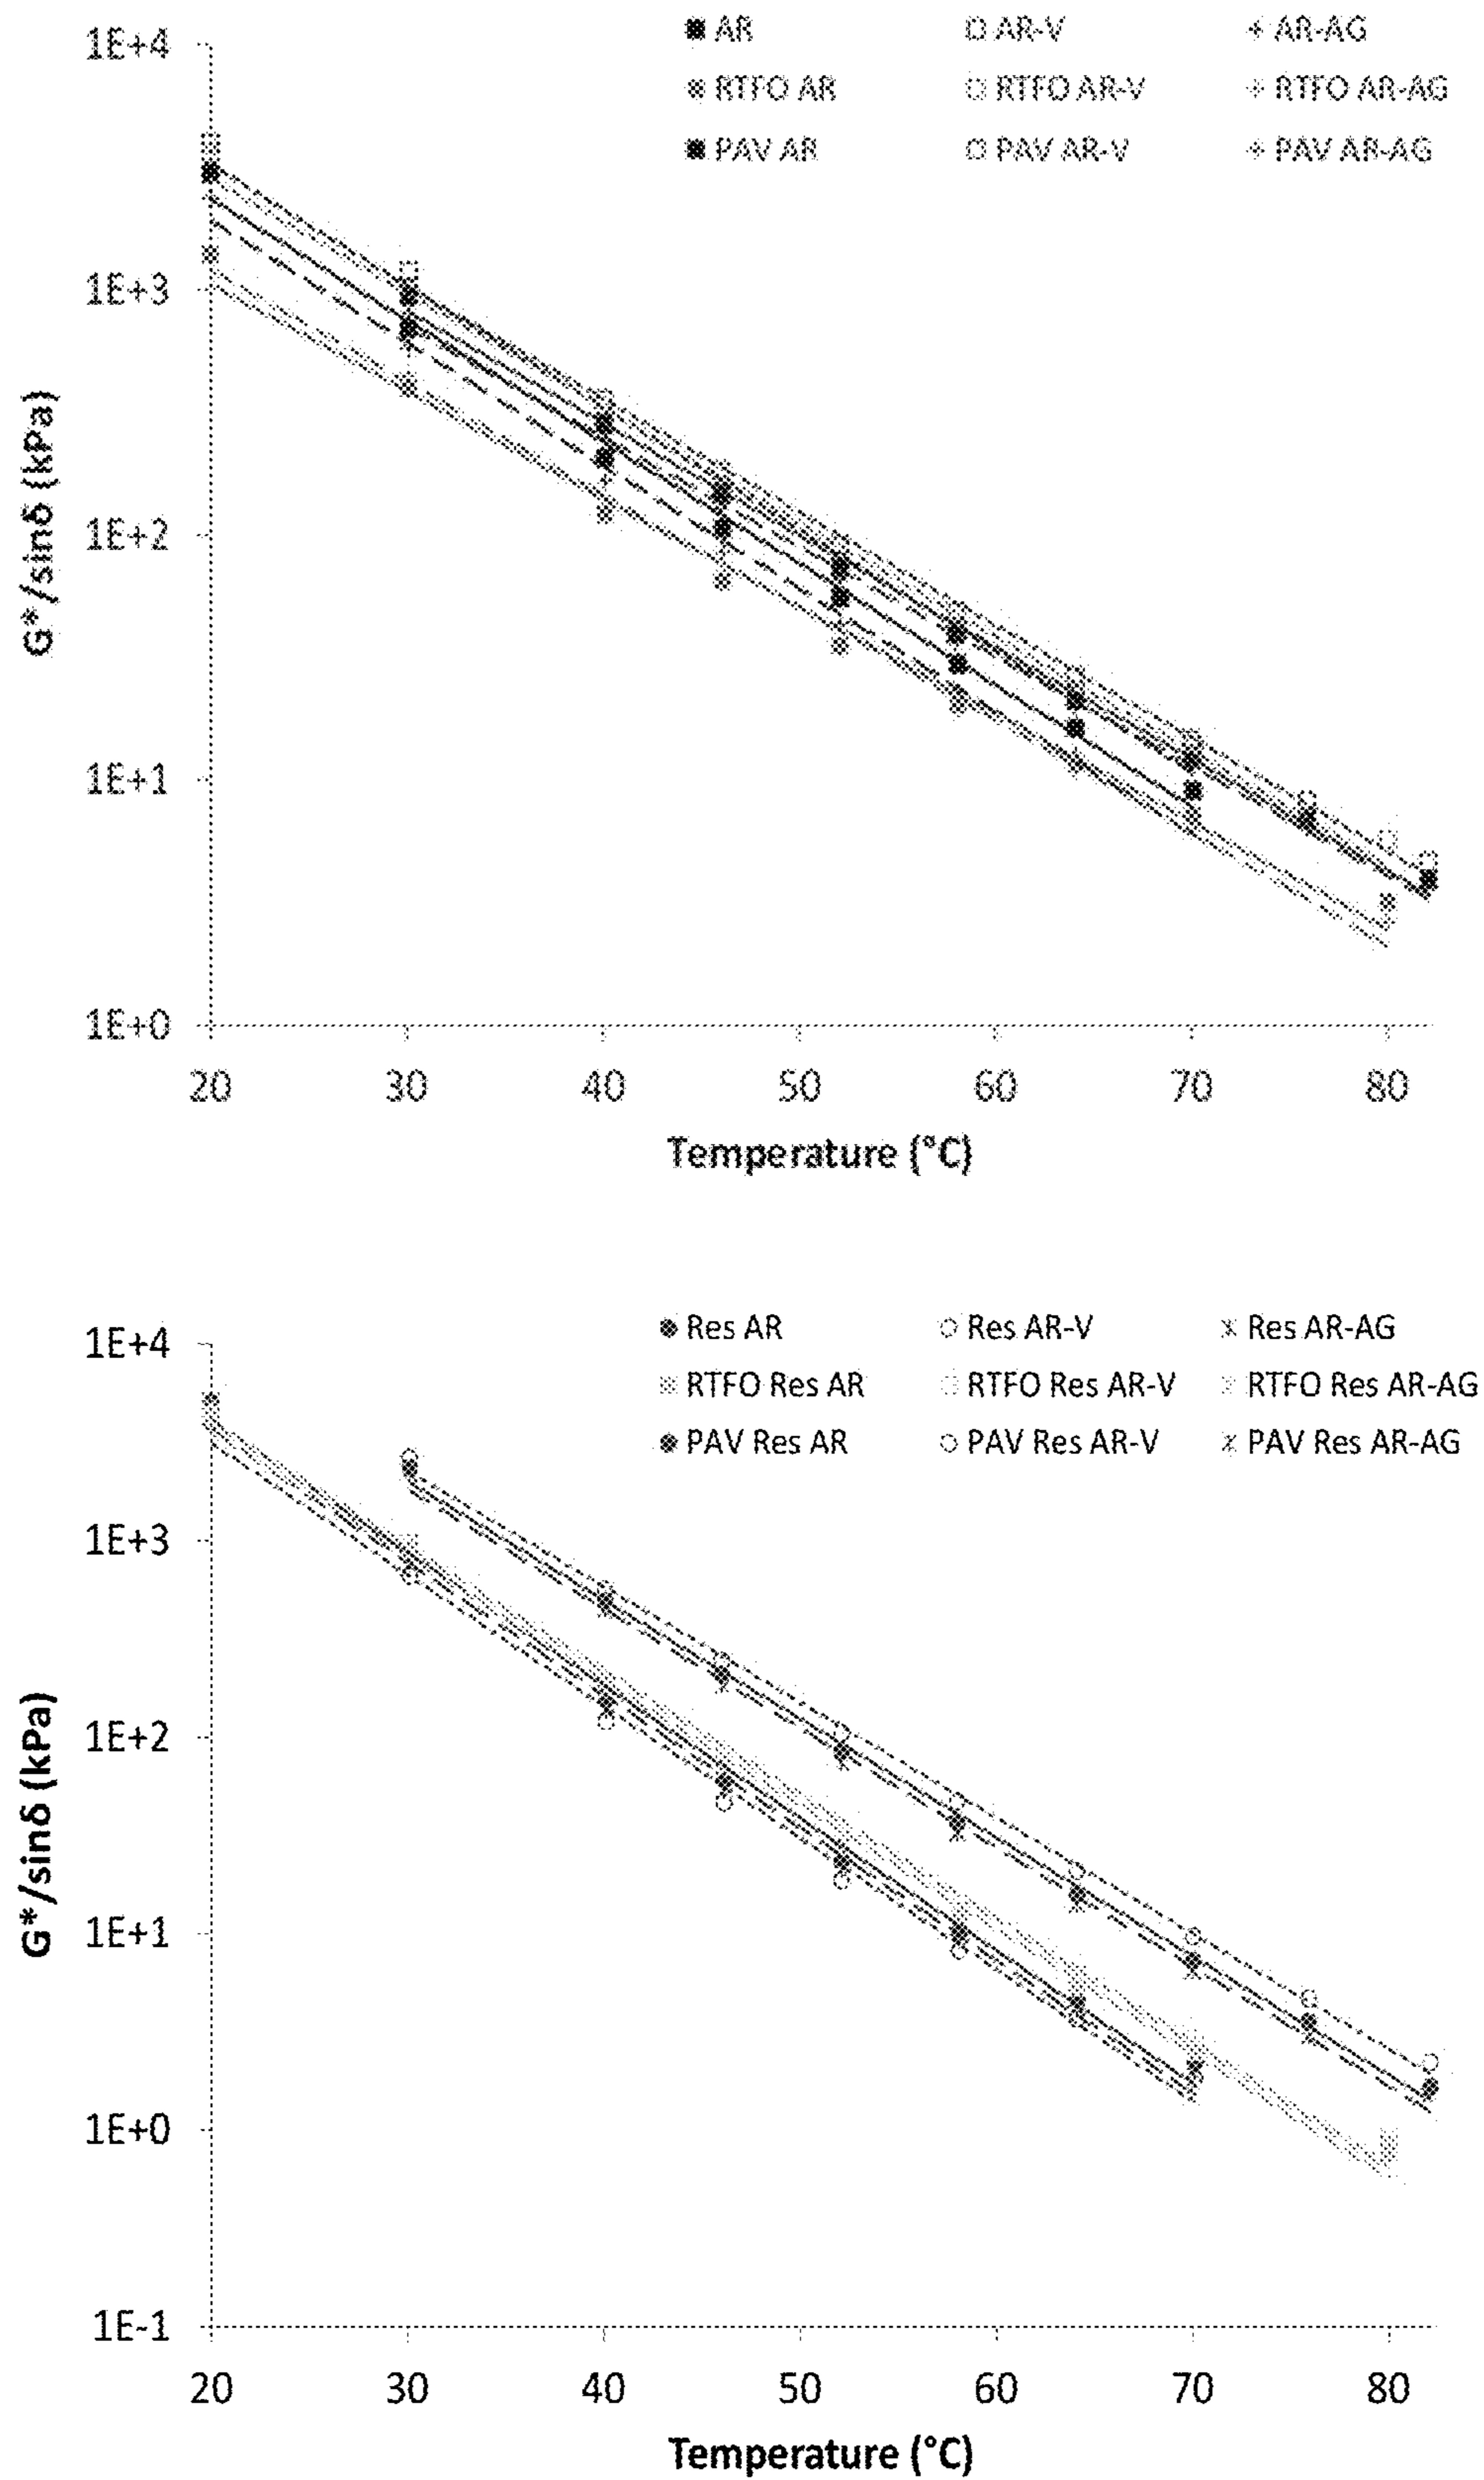 ■ AR □ AR-V + AR-AG
1E+4
RTFO AR RTFO AR-V RTFO AR-AG
PAV AR PAV AR-V PAV AR-AG
1E+3
G*/sinδ (kPa)
1E+2
1E+1
1E+0
20 30 40 50 60 70 80
Temperature (°C)
Res AR Res AR-V Res AR-AG
1E+4
RTFO Res AR RTFO Res AR-V RTFO Res AR-AG
PAV Res AR PAV Res AR-V PAV Res AR-AG
1E+3
G*/sinδ (kPa)
1E+2
1E+1
1E+0
1E-1
20 30 40 50 60 70 80
Temperature (°C)